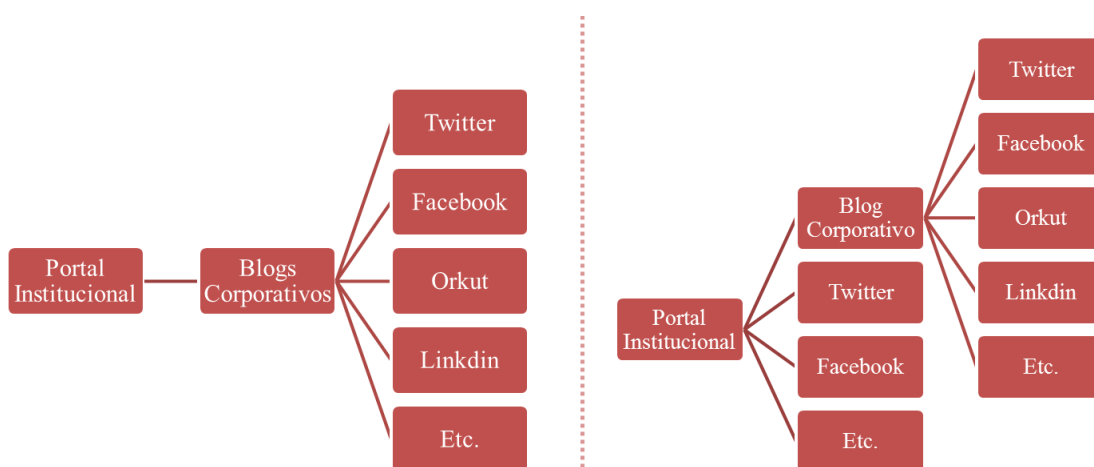 Portal
Institucional
Blogs
Corporativos
Twitter
Facebook
Orkut
Linkdin
Etc.
Portal
Institucional
Blog
Corporativo
Twitter
Facebook
Etc.
Twitter
Facebook
Orkut
Linkdin
Etc.